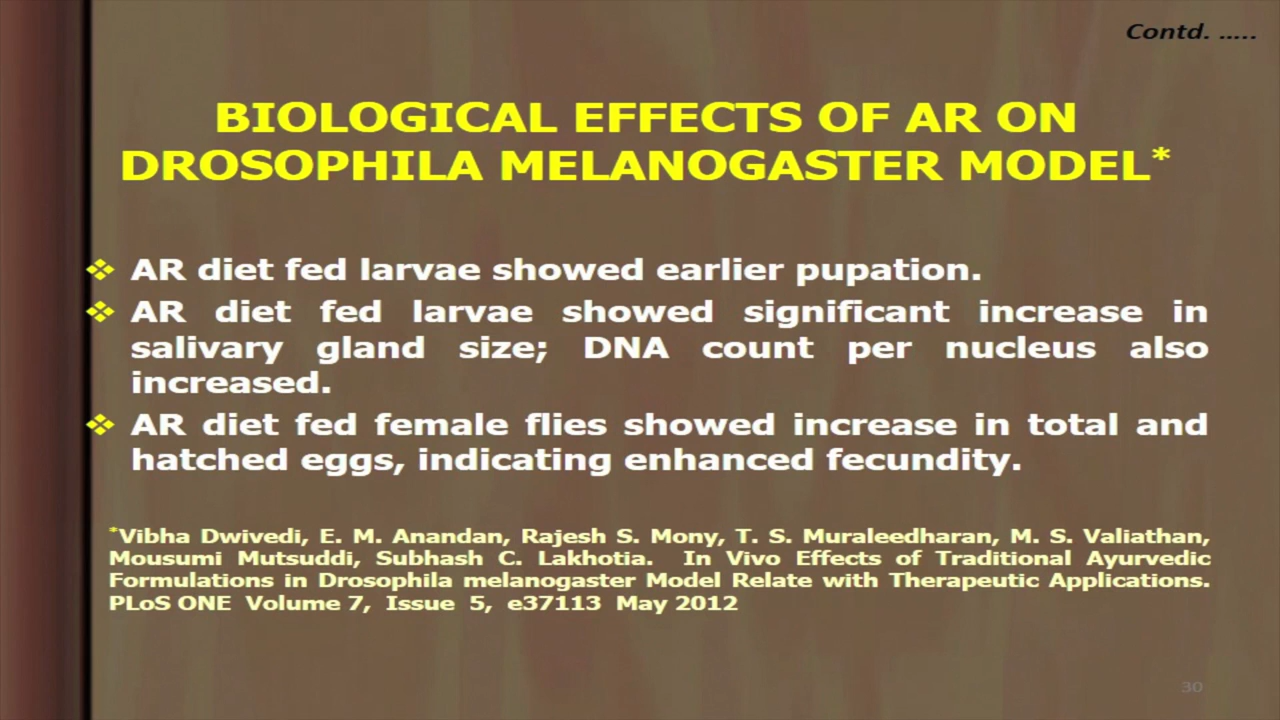 Contd. .....
BIOLOGICAL EFFECTS OF AR ON
DROSOPHILA MELANOGASTER MODEL*
❖ AR diet fed larvae showed earlier pupation.
❖ AR diet fed larvae showed significant increase in
salivary gland size; DNA count per nucleus also
increased.
❖ AR diet fed female flies showed increase in total and
hatched eggs, indicating enhanced fecundity.
*Vibha Dwivedi, E. M. Anandan, Rajesh S. Mony, T. S. Muraleedharan, M. S. Valiathan,
Mousumi Mutsuddi, Subhash C. Lakhotia. In Vivo Effects of Traditional Ayurvedic
Formulations in Drosophila melanogaster Model Relate with Therapeutic Applications.
PLoS ONE Volume 7, Issue 5, e37113 May 2012
30